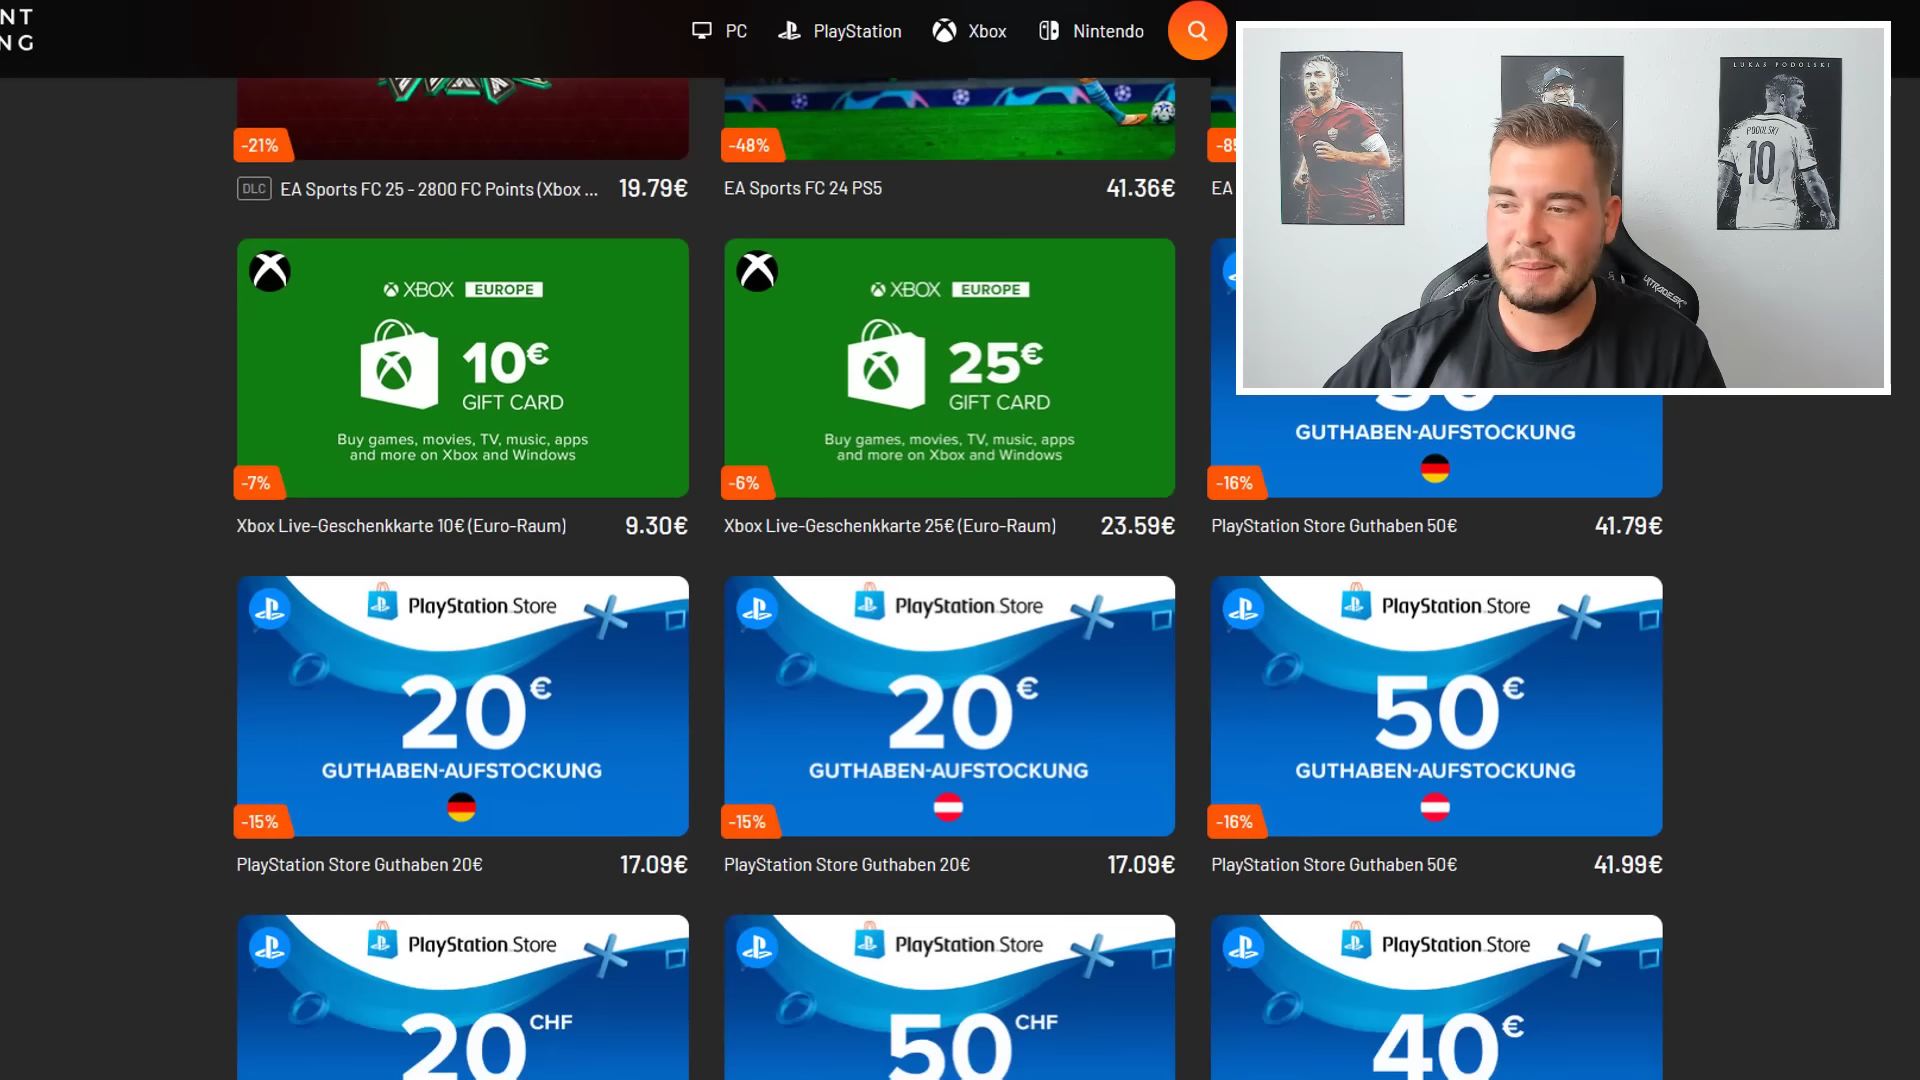 NT
NG
PC
PlayStation
Xbox
Nintendo
-21%
-48%
DLC
EA Sports FC 25 - 2800 FC Points (Xbox ...
19.79€
EA Sports FC 24 PS5
41.36€
EA
LUKAS PODOLSKI
PODOLSKI
10
XBOX EUROPE
10€
GIFT CARD
Buy games, movies, TV, music, apps
and more on Xbox and Windows
-7%
XBOX EUROPE
25€
GIFT CARD
Buy games, movies, TV, music, apps
and more on Xbox and Windows
-6%
GUTHABEN-AUFSTOCKUNG
-16%
Xbox Live-Geschenkkarte 10€ (Euro-Raum)
9.30€
Xbox Live-Geschenkkarte 25€ (Euro-Raum)
23.59€
PlayStation Store Guthaben 50€
41.79€
PlayStation Store
20€
GUTHABEN-AUFSTOCKUNG
-15%
PlayStation Store
20€
GUTHABEN-AUFSTOCKUNG
-15%
PlayStation Store
50€
GUTHABEN-AUFSTOCKUNG
-16%
PlayStation Store Guthaben 20€
17.09€
PlayStation Store Guthaben 20€
17.09€
PlayStation Store Guthaben 50€
41.99€
PlayStation Store
20 CHF
PlayStation Store
50 CHF
PlayStation Store
40€